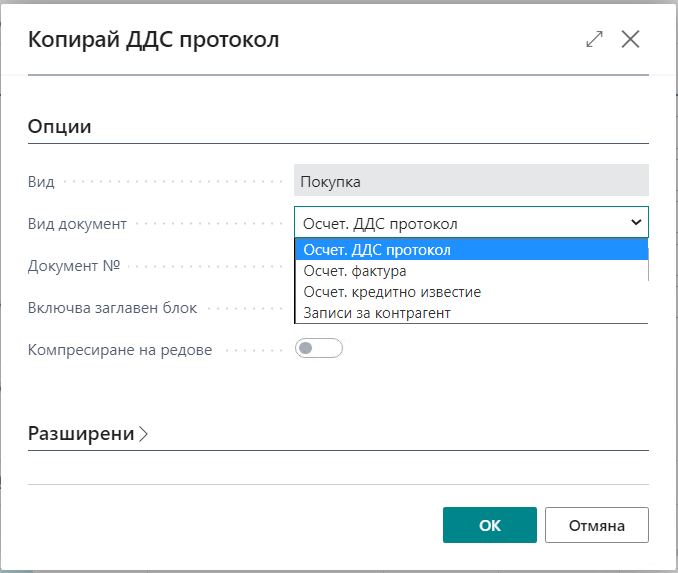 Копирай ДДС протокол
Опции
Вид
Покупка
Вид документ
Осчет. ДДС протокол
Осчет. ДДС протокол
Документ №
Осчет. фактура
Осчет. кредитно известие
Включва заглавен блок
Записи за контрагент
Компресиране на редове
Разширени
ОК
Отмяна